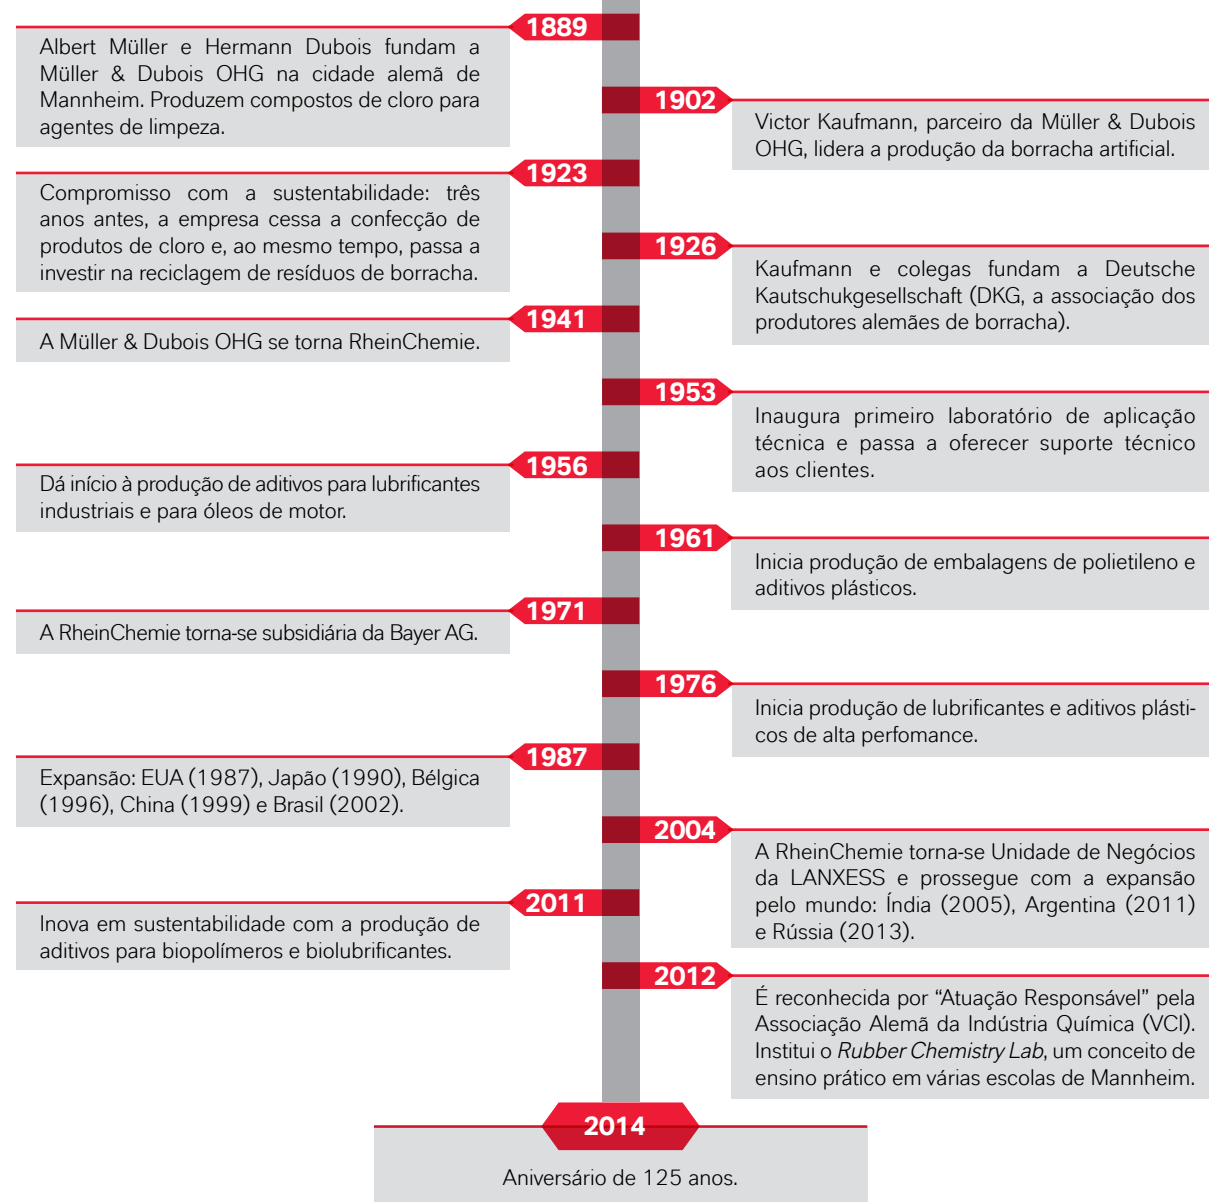 1889
Albert Müller e Hermann Dubois fundam a
Müller & Dubois OHG na cidade alemã de
Mannheim. Produzem compostos de cloro para
agentes de limpeza.
1902
Victor Kaufmann, parceiro da Müller & Dubois
OHG, lidera a produção da borracha artificial.
1923
Compromisso com a sustentabilidade: três
anos antes, a empresa cessa a confecção de
produtos de cloro e, ao mesmo tempo, passa a
investir na reciclagem de resíduos de borracha.
1926
Kaufmann e colegas fundam a Deutsche
Kautschukgesellschaft (DKG, a associação dos
produtores alemães de borracha).
1941
A Müller & Dubois OHG se torna RheinChemie.
1953
Inaugura primeiro laboratório de aplicação
técnica e passa a oferecer suporte técnico
aos clientes.
1956
Dá início à produção de aditivos para lubrificantes
industriais e para óleos de motor.
1961
Inicia produção de embalagens de polietileno e
aditivos plásticos.
1971
A RheinChemie torna-se subsidiária da Bayer AG.
1976
Inicia produção de lubrificantes e aditivos plásti-
cos de alta perfomance.
1987
Expansão: EUA (1987), Japão (1990), Bélgica
(1996), China (1999) e Brasil (2002).
2004
A RheinChemie torna-se Unidade de Negócios
da LANXESS e prossegue com a expansão
pelo mundo: Índia (2005), Argentina (2011)
e Rússia (2013).
2011
Inova em sustentabilidade com a produção de
aditivos para biopolímeros e biolubrificantes.
2012
É reconhecida por “Atuação Responsável” pela
Associação Alemã da Indústria Química (VCI).
Institui o Rubber Chemistry Lab, um conceito de
ensino prático em várias escolas de Mannheim.
2014
Aniversário de 125 anos.